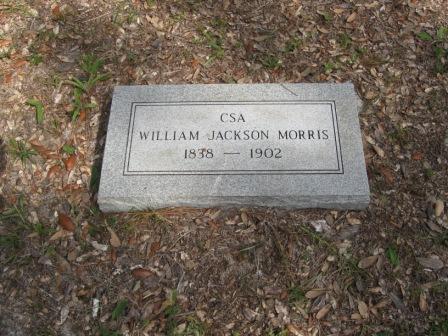 CSA
WILLIAM JACKSON MORRIS
1838 — 1902